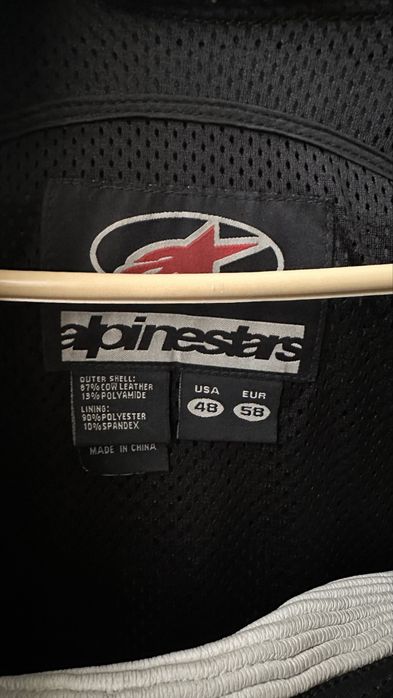 alpinestars
OUTER SHELL:
87% COW LEATHER
13% POLYAMIDE
LINING:
90% POLYESTER
10% SPANDEX
MADE IN CHINA
USA EUR
48 58